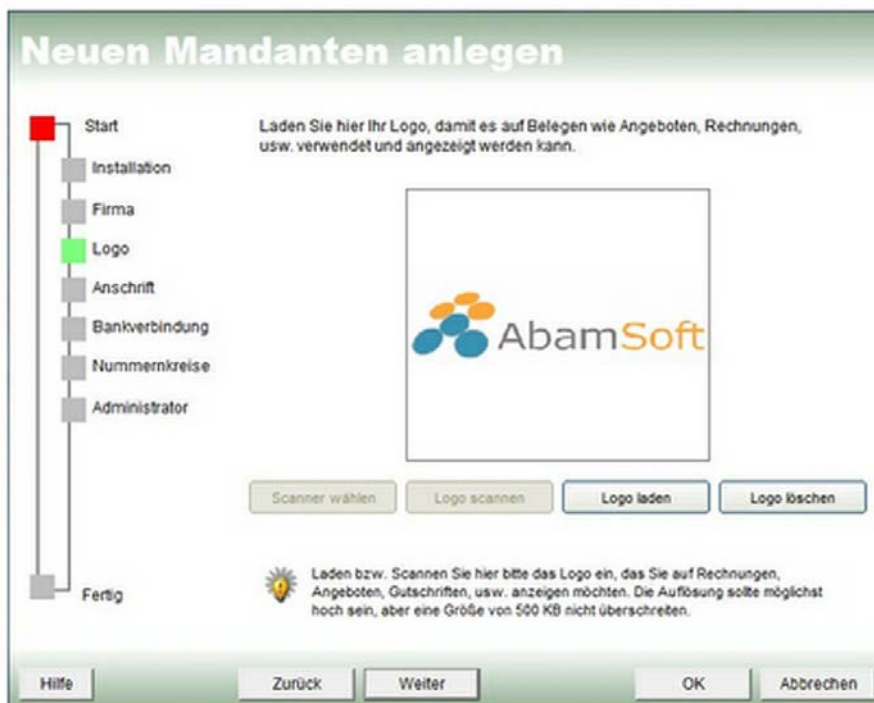 Neuen Mandanten anlegen
Start
Installation
Firma
Logo
Anschrift
Bankverbindung
Nummernkreise
Administrator
Fertig
Laden Sie hier Ihr Logo, damit es auf Belegen wie Angeboten, Rechnungen,
usw. verwendet und angezeigt werden kann.
AbamSoft
Scanner wählen
Logo scannen
Logo laden
Logo löschen
Laden bzw. Scannen Sie hier bitte das Logo ein, das Sie auf Rechnungen,
Angeboten, Gutschriften, usw. anzeigen möchten. Die Auflösung sollte möglichst
hoch sein, aber eine Größe von 500 KB nicht überschreiten.
Hilfe
Zurück
Weiter
OK
Abbrechen